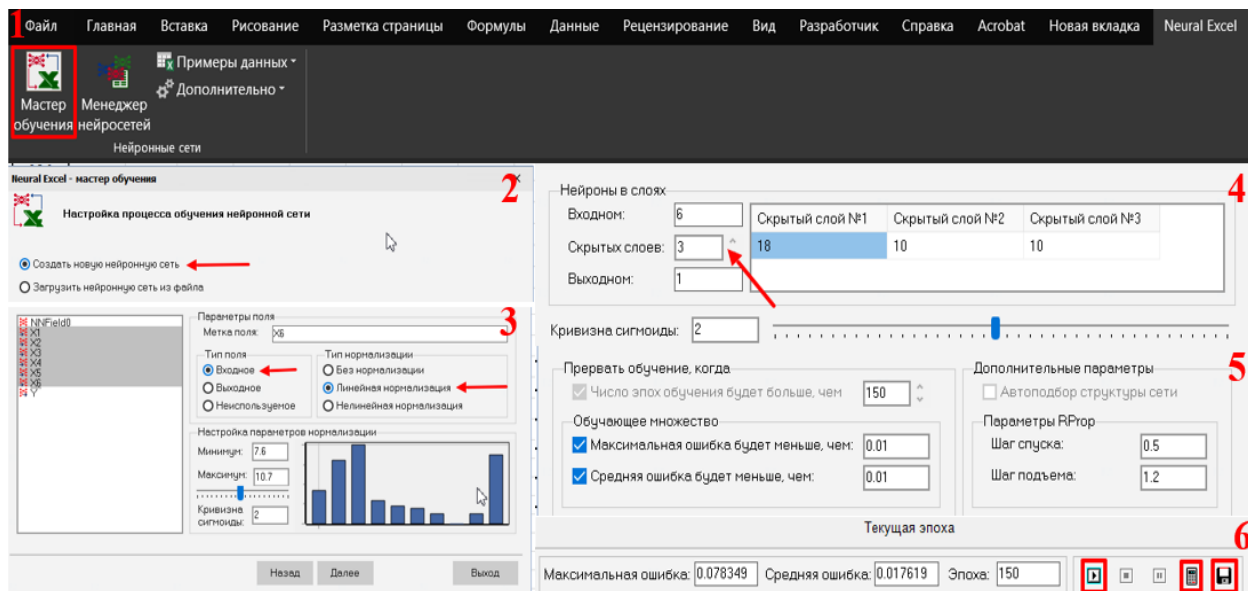 1
Файл Главная Вставка Рисование Разметка страницы Формулы Данные Рецензирование Вид Разработчик Справка Acrobat Новая вкладка Neural Excel
Мастер обучения
Менеджер нейросетей
Примеры данных
Дополнительно
Нейронные сети
2
Neural Excel - мастер обучения
Настройка процесса обучения нейронной сети
Создать новую нейронную сеть
Загрузить нейронную сеть из файла
3
NNField0
X1
X2
X3
X4
X5
X6
Y
Параметры поля
Метка поля: X6
Тип поля
Входное
Выходное
Неиспользуемое
Тип нормализации
Без нормализации
Линейная нормализация
Нелинейная нормализация
Настройка параметров нормализации
Минимум: 7.6
Максимум: 10.7
Кривизна сигмоиды: 2
Назад Далее Выход
4
Нейроны в слоях
Входном: 6
Скрытых слоев: 3
Выходном: 1
Скрытый слой №1 Скрытый слой №2 Скрытый слой №3
18 10 10
Кривизна сигмоиды: 2
5
Прервать обучение, когда
Число эпох обучения будет больше, чем 150
Обучающее множество
Максимальная ошибка будет меньше, чем: 0.01
Средняя ошибка будет меньше, чем: 0.01
Дополнительные параметры
Автоподбор структуры сети
Параметры RProp
Шаг спуска: 0.5
Шаг подъема: 1.2
6
Текущая эпоха
Максимальная ошибка: 0.078349 Средняя ошибка: 0.017619 Эпоха: 150